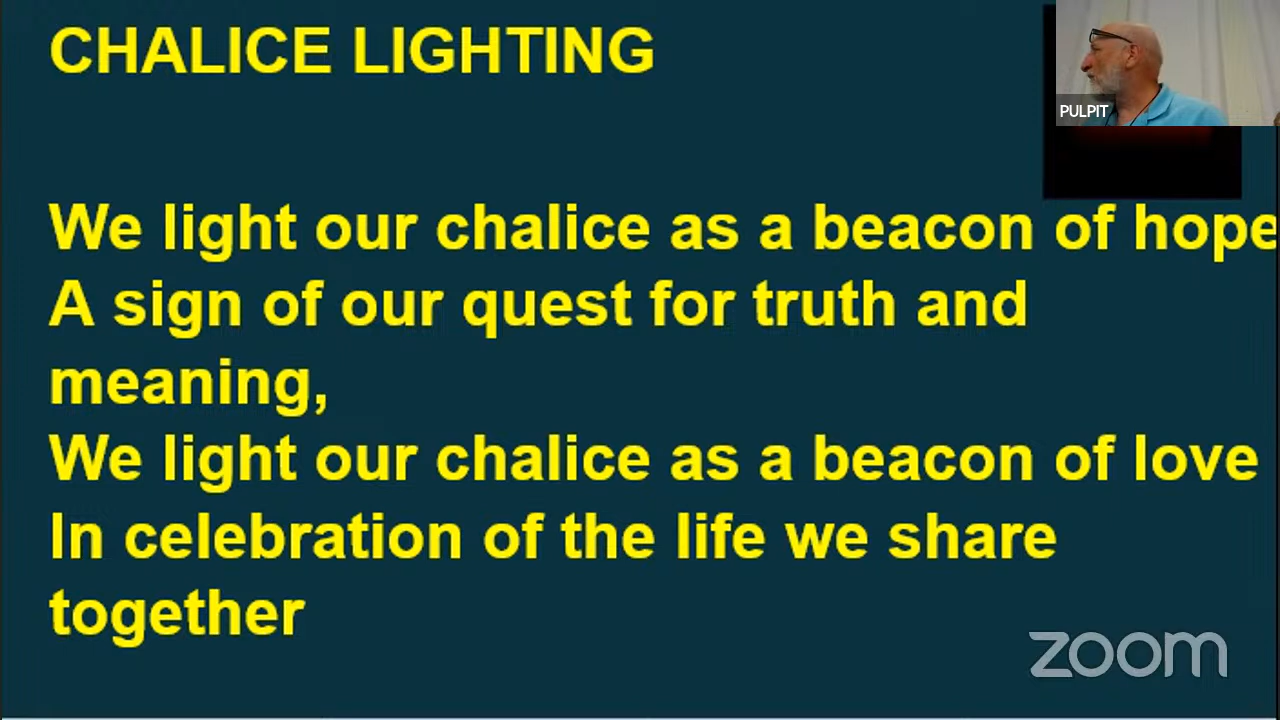 CHALICE LIGHTING
PULPIT
We light our chalice as a beacon of hope
A sign of our quest for truth and
meaning,
We light our chalice as a beacon of love
In celebration of the life we share
together
zoom